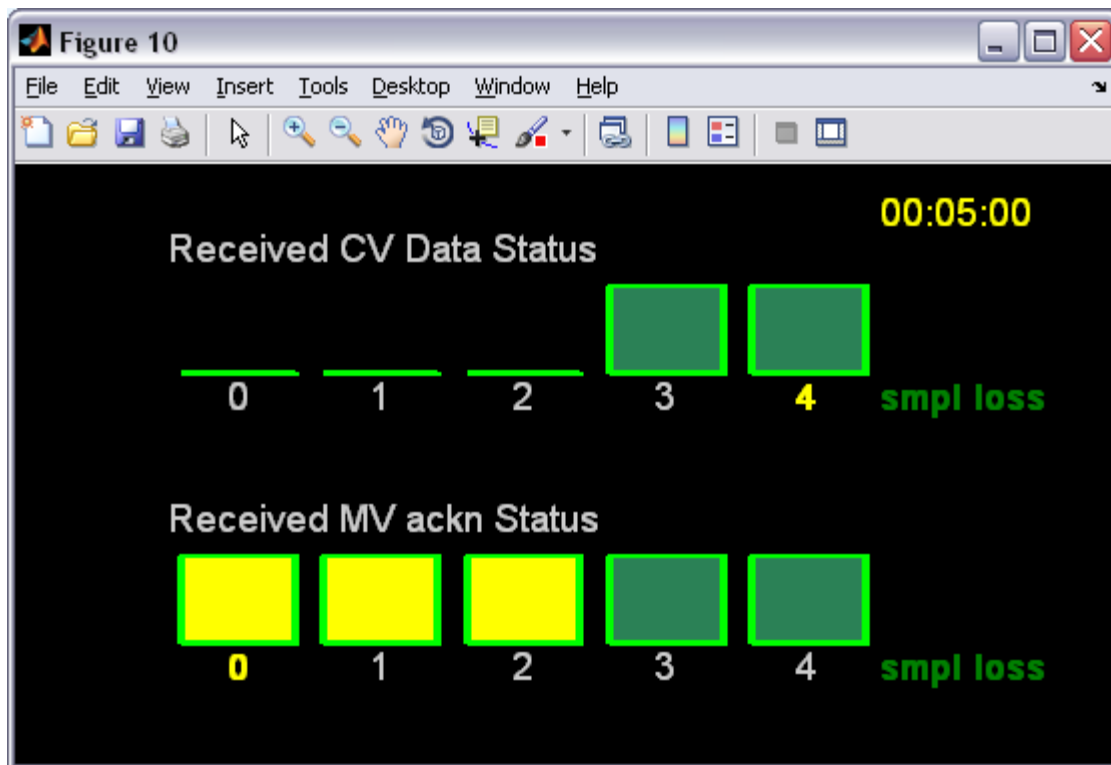 Figure 10
File Edit View Insert Tools Desktop Window Help
00:05:00
Received CV Data Status
0 1 2 3 4 smpl loss
Received MV ackn Status
0 1 2 3 4 smpl loss